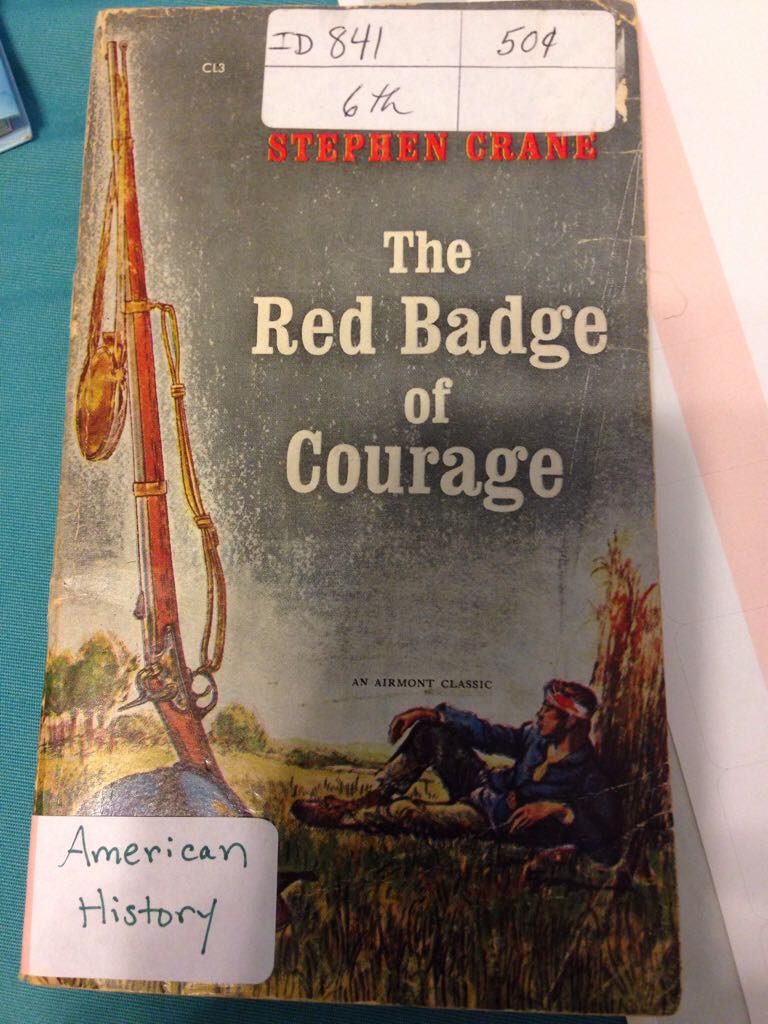 ID 841 50¢
6th
CL3
STEPHEN CRANE
The
Red Badge
of
Courage
AN AIRMONT CLASSIC
American
History